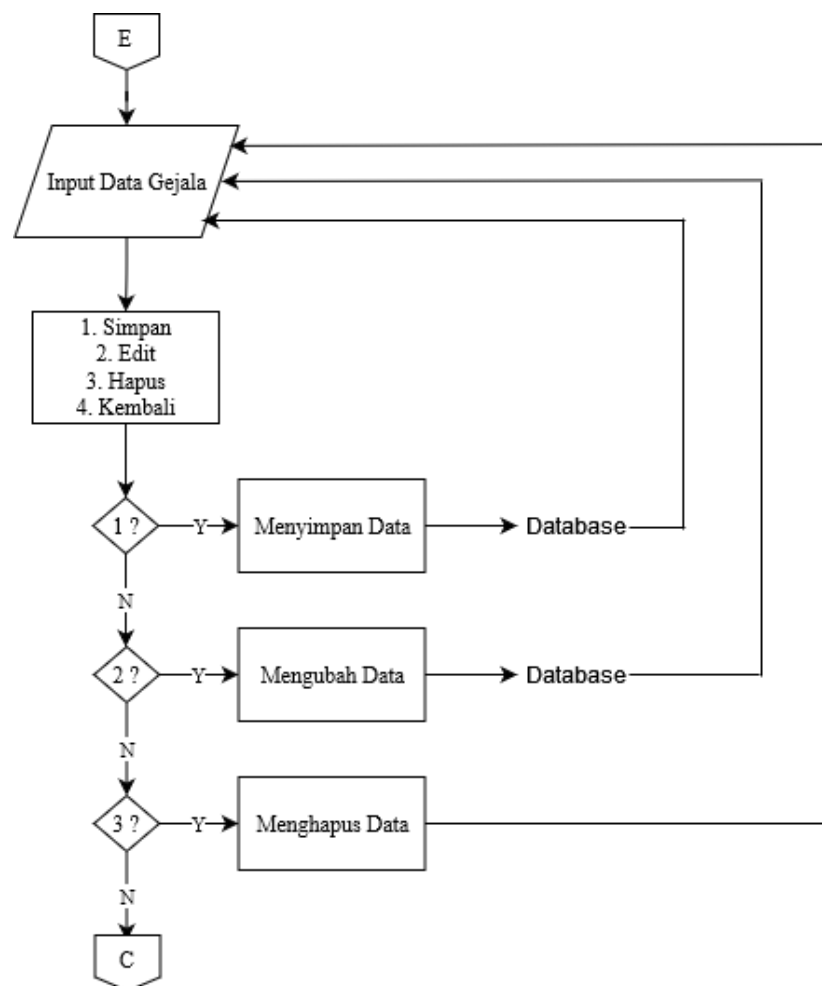 E
Input Data Gejala
1. Simpan
2. Edit
3. Hapus
4. Kembali
1 ?
Y
Menyimpan Data
Database
N
2 ?
Y
Mengubah Data
Database
N
3 ?
Y
Menghapus Data
N
C